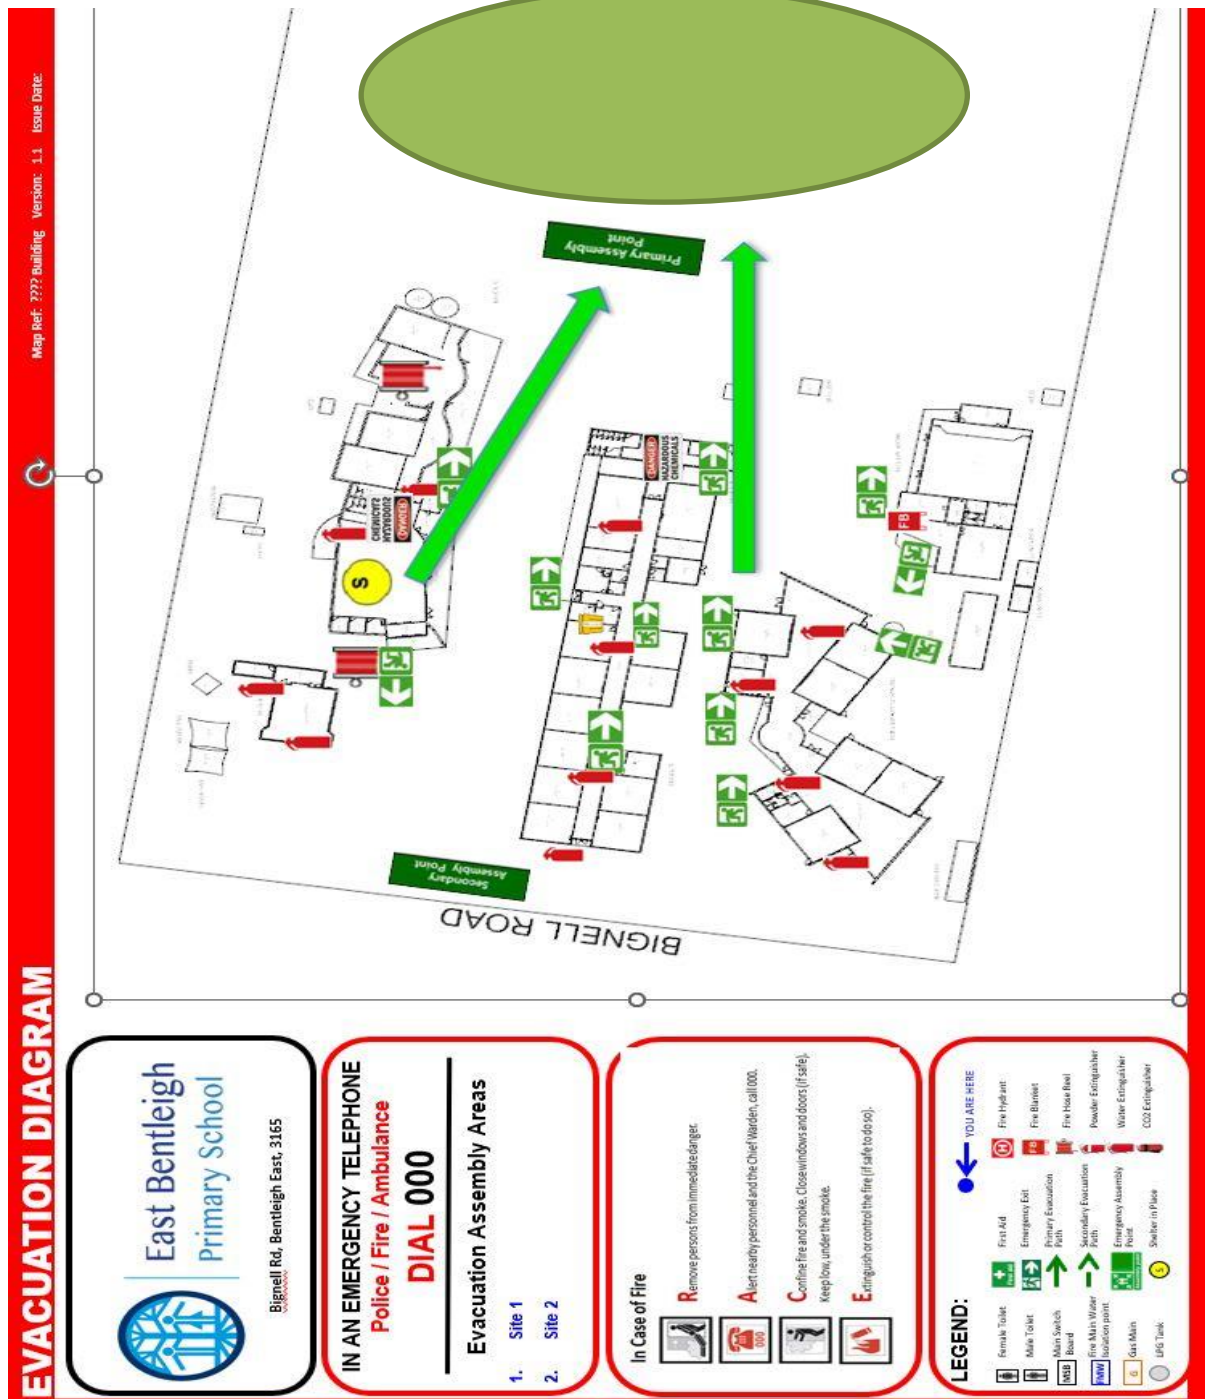 EVACUATION DIAGRAM
Map Ref: ???? Building Version: 1.1 Issue Date:
East Bentleigh
Primary School
Bignell Rd, Bentleigh East, 3165
IN AN EMERGENCY TELEPHONE
Police / Fire / Ambulance
DIAL 000
Evacuation Assembly Areas
1. Site 1
2. Site 2
In Case of Fire
Remove persons from immediate danger.
000
Alert nearby personnel and the Chief Warden, call 000.
Confine fire and smoke. Close windows and doors (if safe).
Keep low, under the smoke.
Extinguish or control the fire (if safe to do so).
LEGEND:
YOU ARE HERE
Female Toilet
Male Toilet
MSB
Main Switch
Board
FMW
Fire Main Water
Isolation point
G
Gas Main
LPG Tank
First Aid
Emergency Exit
Primary Evacuation
Path
Secondary Evacuation
Path
Emergency Assembly
Point
S
Shelter in Place
H
Fire Hydrant
FB
Fire Blanket
Fire Hose Reel
Powder Extinguisher
Water Extinguisher
CO2 Extinguisher
BIGNELL ROAD
Secondary
Assembly Point
Primary Assembly
Point
S
DANGER
HAZARDOUS
CHEMICALS
DANGER
HAZARDOUS
CHEMICALS
FB